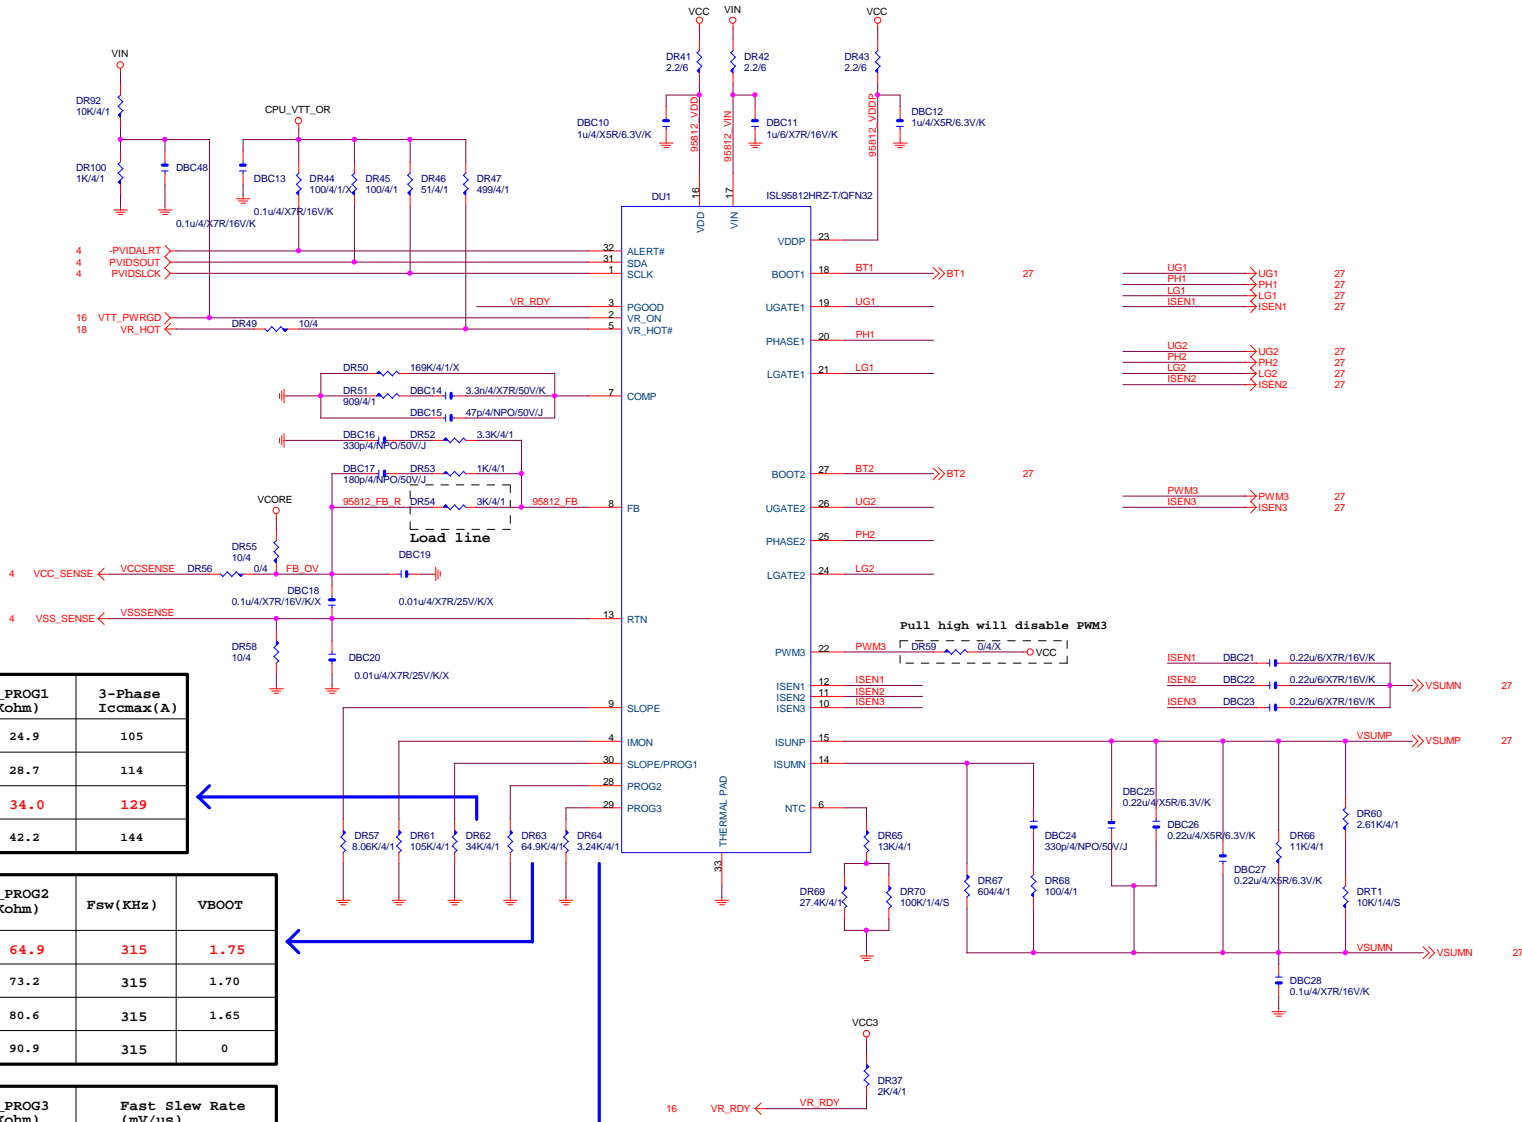 VCC
VIN
VCC
VIN
DR41
2.2/6
DR42
2.2/6
DR43
2.2/6
DR92
10K/4/1
CPU_VTT_OR
DBC10
1u/4/X5R/6.3V/K
95812_VDD
95812_VIN
DBC11
1u/6/X7R/16V/K
95812_VDDP
DBC12
1u/4/X5R/6.3V/K
DR100
1K/4/1
DBC48
0.1u/4/X7R/16V/K
DBC13
0.1u/4/X7R/16V/K
DR44
100/4/1/X
DR45
100/4/1
DR46
51/4/1
DR47
499/4/1
DU1
ISL95812HRZ-T/QFN32
16
17
VDD
VIN
4 -PVIDALRT
32 ALERT#
4 PVIDSOUT
31 SDA
4 PVIDSLCK
1 SCLK
VR_RDY
3 PGOOD
16 VTT_PWRGD
2 VR_ON
18 VR_HOT
DR49 10/4
5 VR_HOT#
VDDP 23
BOOT1 18 BT1
BT1 27
UGATE1 19 UG1
PHASE1 20 PH1
LGATE1 21 LG1
UG1 UG1 27
PH1 PH1 27
LG1 LG1 27
ISEN1 ISEN1 27
UG2 UG2 27
PH2 PH2 27
LG2 LG2 27
ISEN2 ISEN2 27
DR50 169K/4/1/X
DR51
909/4/1
DBC14 3.3n/4/X7R/50V/K
7 COMP
DBC15 47p/4/NPO/50V/J
DBC16
330p/4/NPO/50V/J
DR52 3.3K/4/1
DBC17
180p/4/NPO/50V/J
DR53 1K/4/1
95812_FB_R DR54 3K/4/1 95812_FB
8 FB
Load line
VCORE
DR55
10/4
DBC19
0.01u/4/X7R/25V/K/X
4 VCC_SENSE VCCSENSE DR56 0/4 FB_OV
DBC18
0.1u/4/X7R/16V/K/X
4 VSS_SENSE VSSSENSE
13 RTN
DR58
10/4
DBC20
0.01u/4/X7R/25V/K/X
BOOT2 27 BT2
BT2 27
UGATE2 26 UG2
PHASE2 25 PH2
LGATE2 24 LG2
PWM3 PWM3 27
ISEN3 ISEN3 27
Pull high will disable PWM3
PWM3 22 PWM3 DR59 0/4/X VCC
ISEN1 12 ISEN1
ISEN2 11 ISEN2
ISEN3 10 ISEN3
ISEN1 DBC21 0.22u/6/X7R/16V/K
ISEN2 DBC22 0.22u/6/X7R/16V/K
VSUMN 27
ISEN3 DBC23 0.22u/6/X7R/16V/K
ISUNP 15
VSUMP VSUMP 27
ISUMN 14
NTC 6
9 SLOPE
4 IMON
30 SLOPE/PROG1
28 PROG2
29 PROG3
THERMAL PAD
33
DR57
8.06K/4/1
DR61
105K/4/1
DR62
34K/4/1
DR63
64.9K/4/1
DR64
3.24K/4/1
DR65
13K/4/1
DR69
27.4K/4/1
DR70
100K/1/4/S
DR67
604/4/1
DBC24
330p/4/NPO/50V/J
DR68
100/4/1
DBC25
0.22u/4/X5R/6.3V/K
DBC26
0.22u/4/X5R/6.3V/K
DBC27
0.22u/4/X5R/6.3V/K
DR66
11K/4/1
DR60
2.61K/4/1
DRT1
10K/1/4/S
VSUMN VSUMN 27
DBC28
0.1u/4/X7R/16V/K
VCC3
DR37
2K/4/1
16 VR_RDY VR_RDY
_PROG1 3-Phase
Kohm) Iccmax(A)
24.9 105
28.7 114
34.0 129
42.2 144
_PROG2
Kohm) Fsw(KHz) VBOOT
64.9 315 1.75
73.2 315 1.70
80.6 315 1.65
90.9 315 0
_PROG3 Fast Slew Rate
Kohm) (mV/us)